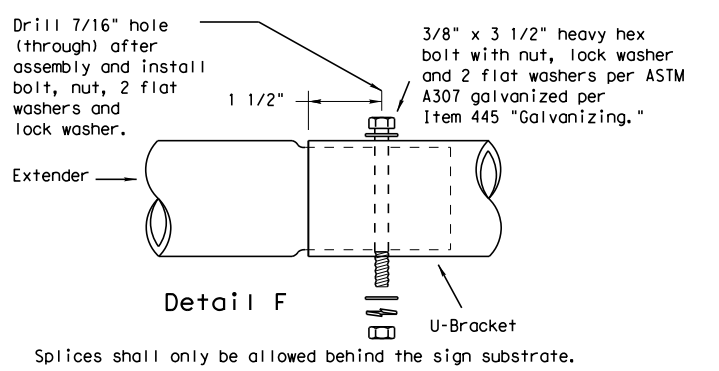 Drill 7/16" hole
(through) after
assembly and install
bolt, nut, 2 flat
washers and
lock washer.
3/8" x 3 1/2" heavy hex
bolt with nut, lock washer
and 2 flat washers per ASTM
A307 galvanized per
Item 445 "Galvanizing."
1 1/2"
Extender
Detail F
U-Bracket
Splices shall only be allowed behind the sign substrate.